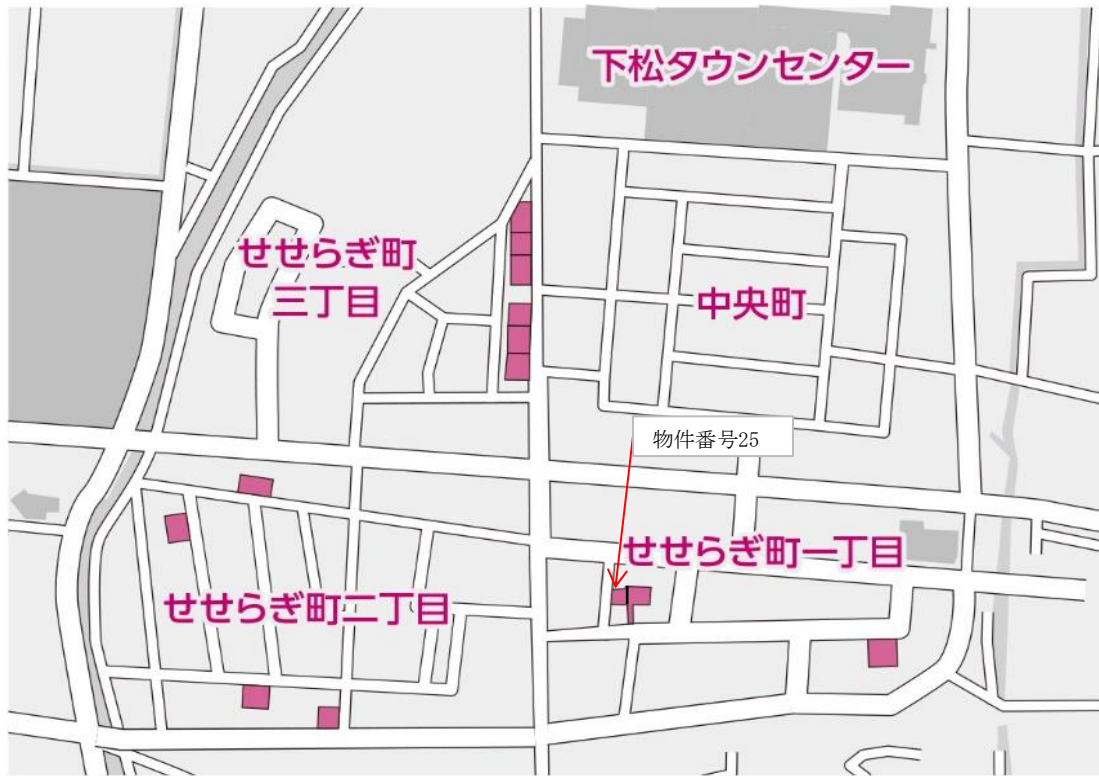 下松タウンセンター
せせらぎ町
三丁目
中央町
物件番号25
せせらぎ町一丁目
せせらぎ町二丁目